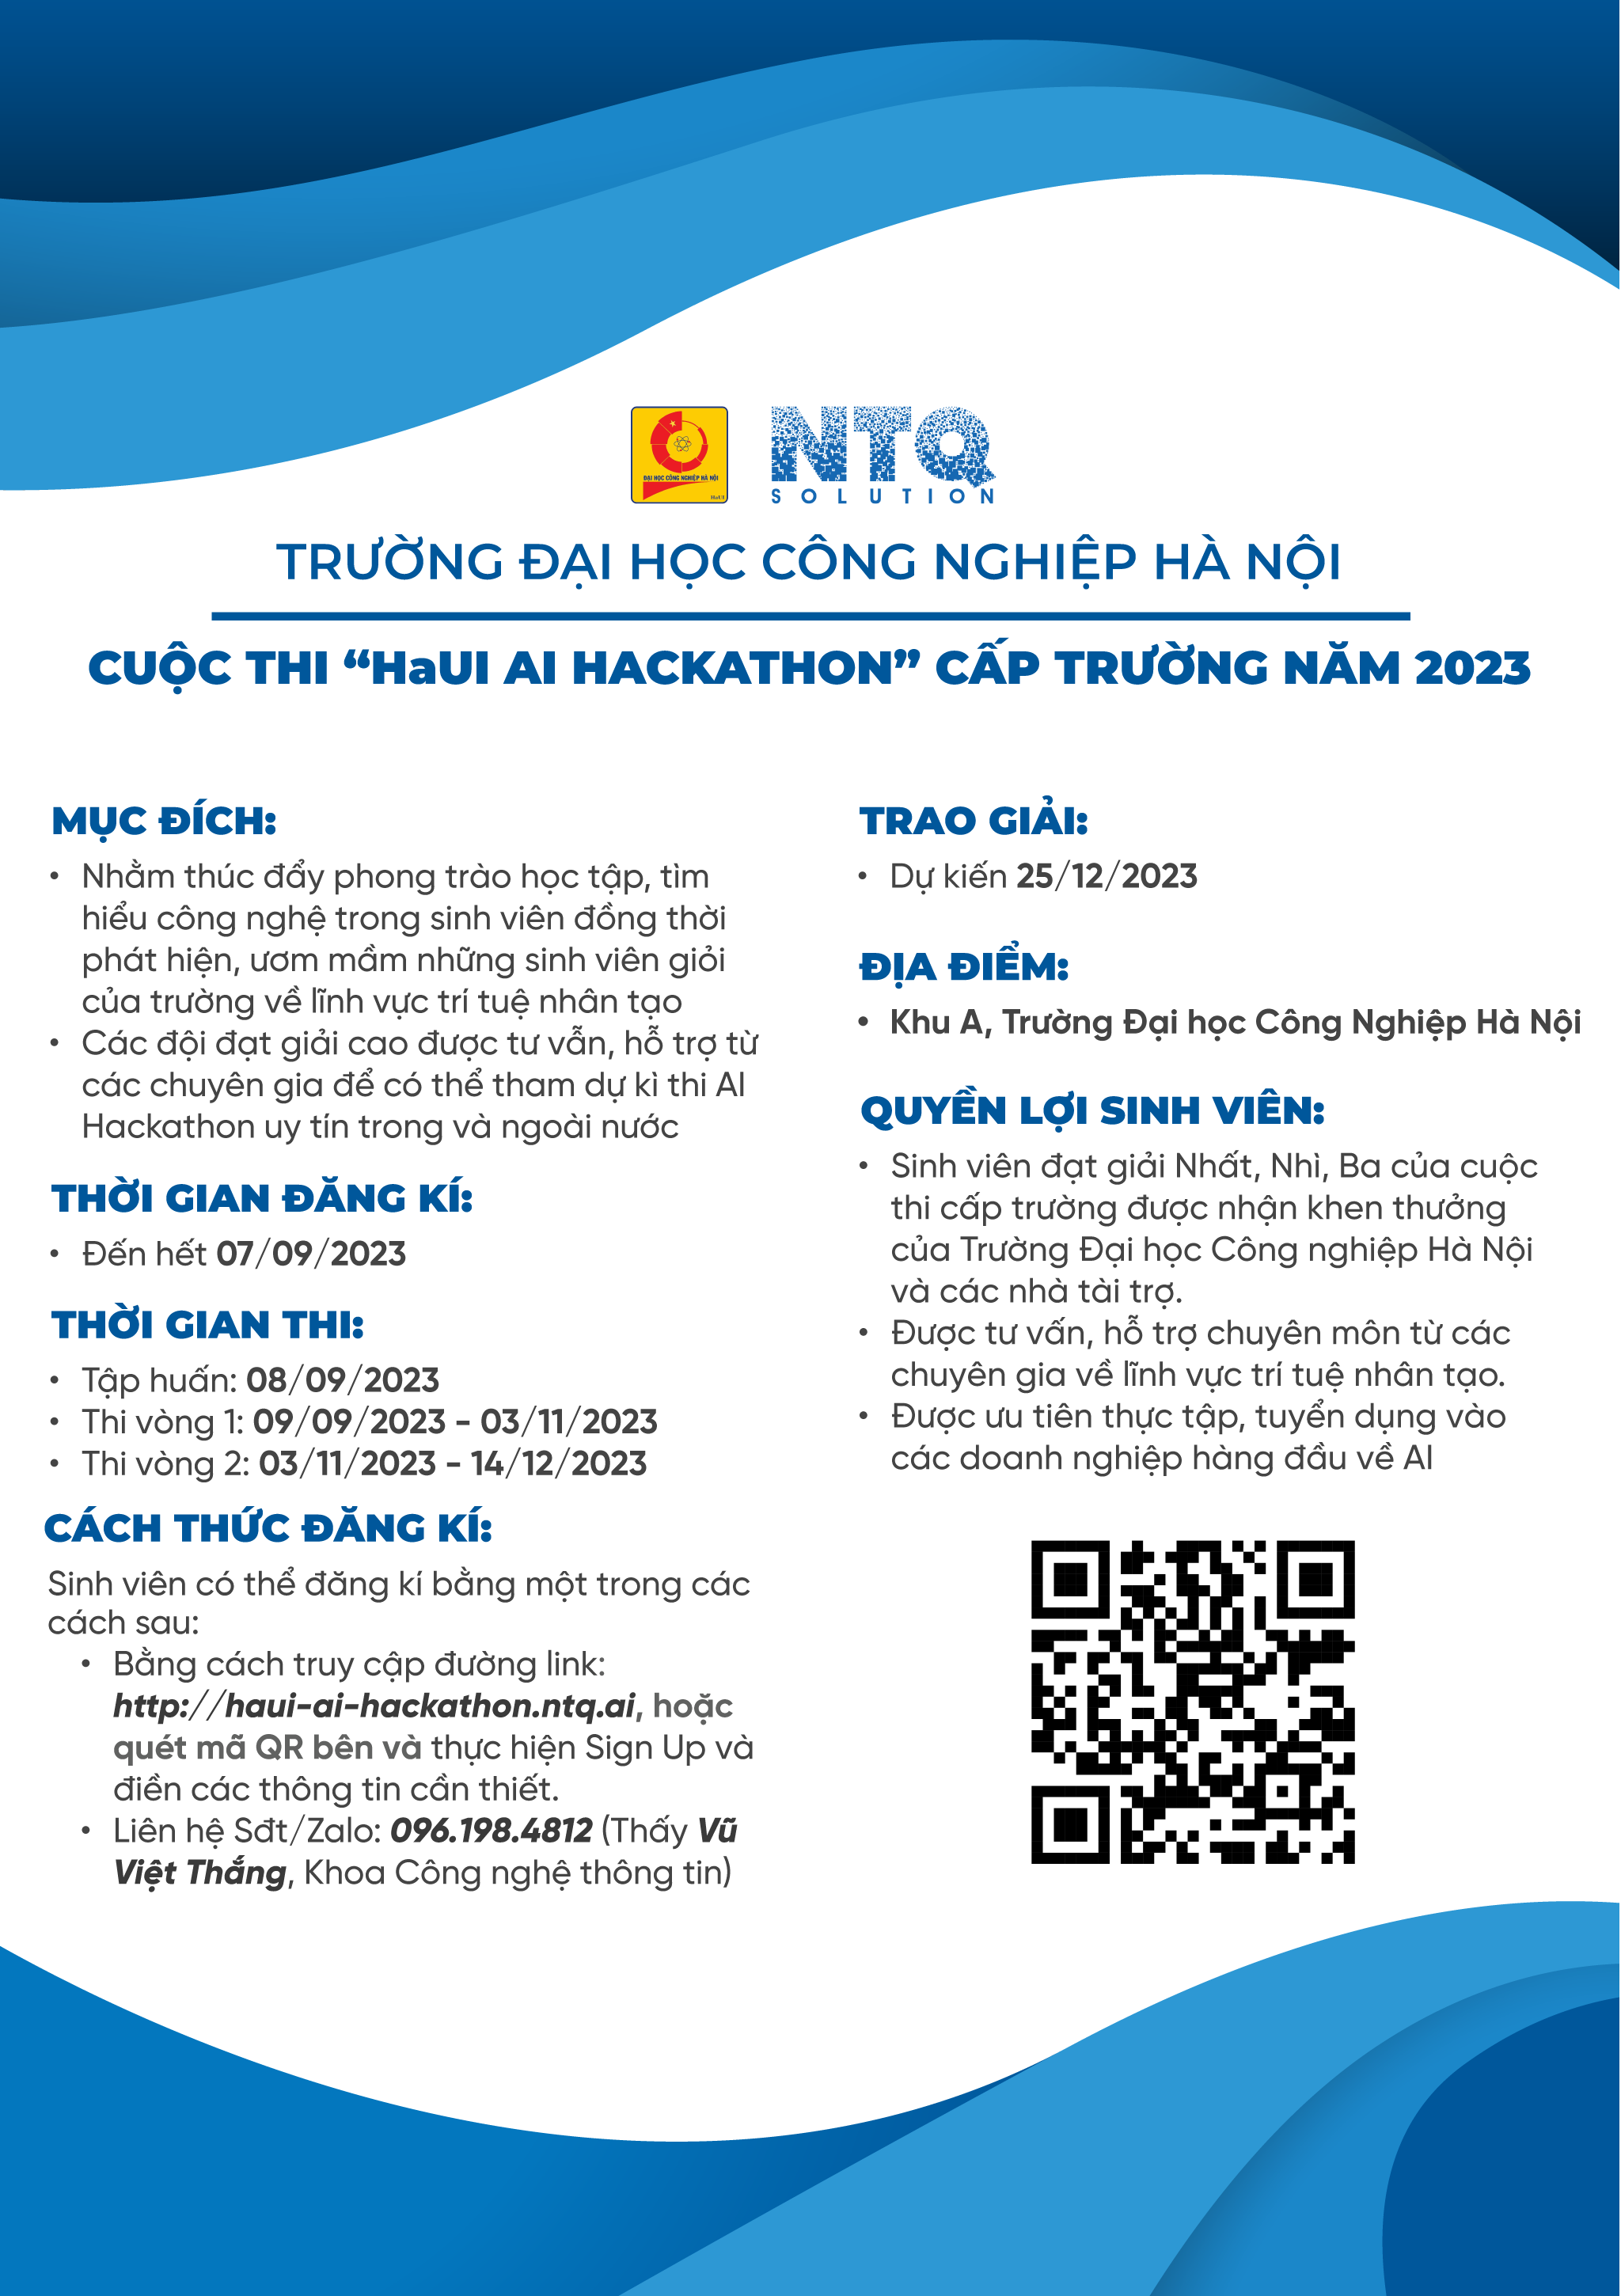 ĐẠI HỌC CÔNG NGHIỆP HÀ NỘI
HaUI
NTQ
SOLUTION
TRƯỜNG ĐẠI HỌC CÔNG NGHIỆP HÀ NỘI
CUỘC THI “HaUI AI HACKATHON” CẤP TRƯỜNG NĂM 2023
MỤC ĐÍCH:
• Nhằm thúc đẩy phong trào học tập, tìm
hiểu công nghệ trong sinh viên đồng thời
phát hiện, ươm mầm những sinh viên giỏi
của trường về lĩnh vực trí tuệ nhân tạo
• Các đội đạt giải cao được tư vẫn, hỗ trợ từ
các chuyên gia để có thể tham dự kì thi AI
Hackathon uy tín trong và ngoài nước
THỜI GIAN ĐĂNG KÍ:
• Đến hết 07/09/2023
THỜI GIAN THI:
• Tập huấn: 08/09/2023
• Thi vòng 1: 09/09/2023 - 03/11/2023
• Thi vòng 2: 03/11/2023 - 14/12/2023
CÁCH THỨC ĐĂNG KÍ:
Sinh viên có thể đăng kí bằng một trong các
cách sau:
• Bằng cách truy cập đường link:
http://haui-ai-hackathon.ntq.ai, hoặc
quét mã QR bên và thực hiện Sign Up và
điền các thông tin cần thiết.
• Liên hệ Sđt/Zalo: 096.198.4812 (Thấy Vũ
Việt Thắng, Khoa Công nghệ thông tin)
TRAO GIẢI:
• Dự kiến 25/12/2023
ĐỊA ĐIỂM:
• Khu A, Trường Đại học Công Nghiệp Hà Nội
QUYỀN LỢI SINH VIÊN:
• Sinh viên đạt giải Nhất, Nhì, Ba của cuộc
thi cấp trường được nhận khen thưởng
của Trường Đại học Công nghiệp Hà Nội
và các nhà tài trợ.
• Được tư vấn, hỗ trợ chuyên môn từ các
chuyên gia về lĩnh vực trí tuệ nhân tạo.
• Được ưu tiên thực tập, tuyển dụng vào
các doanh nghiệp hàng đầu về AI